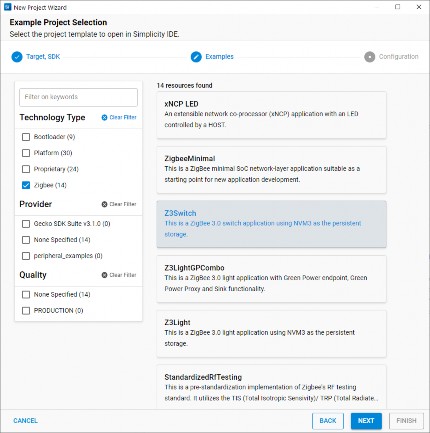 New Project Wizard
Example Project Selection
Select the project template to open in Simplicity IDE.
Target, SDK
Examples
Configuration
Filter on keywords
Technology Type
Clear Filter
Bootloader (9)
Platform (30)
Proprietary (24)
Zigbee (14)
Provider
Clear Filter
Gecko SDK Suite v3.1.0 (0)
None Specified (14)
peripheral_examples (0)
Quality
Clear Filter
None Specified (14)
PRODUCTION (0)
14 resources found
xNCP LED
An extensible network co-processor (xNCP) application with an LED
controlled by a HOST.
ZigbeeMinimal
This is a ZigBee minimal SoC network-layer application suitable as a
starting point for new application development.
Z3Switch
This is a ZigBee 3.0 switch application using NVM3 as the persistent
storage.
Z3LightGPCombo
This is a ZigBee 3.0 light application with Green Power endpoint, Green
Power Proxy and Sink functionality.
Z3Light
This is a ZigBee 3.0 light application using NVM3 as the persistent
storage.
StandardizedRfTesting
This is a pre-standardization implementation of Zigbee's RF testing
standard. It utilizes the TIS (Total Isotropic Sensivity)/ TRP (Total Radiate...
CANCEL
BACK
NEXT
FINISH